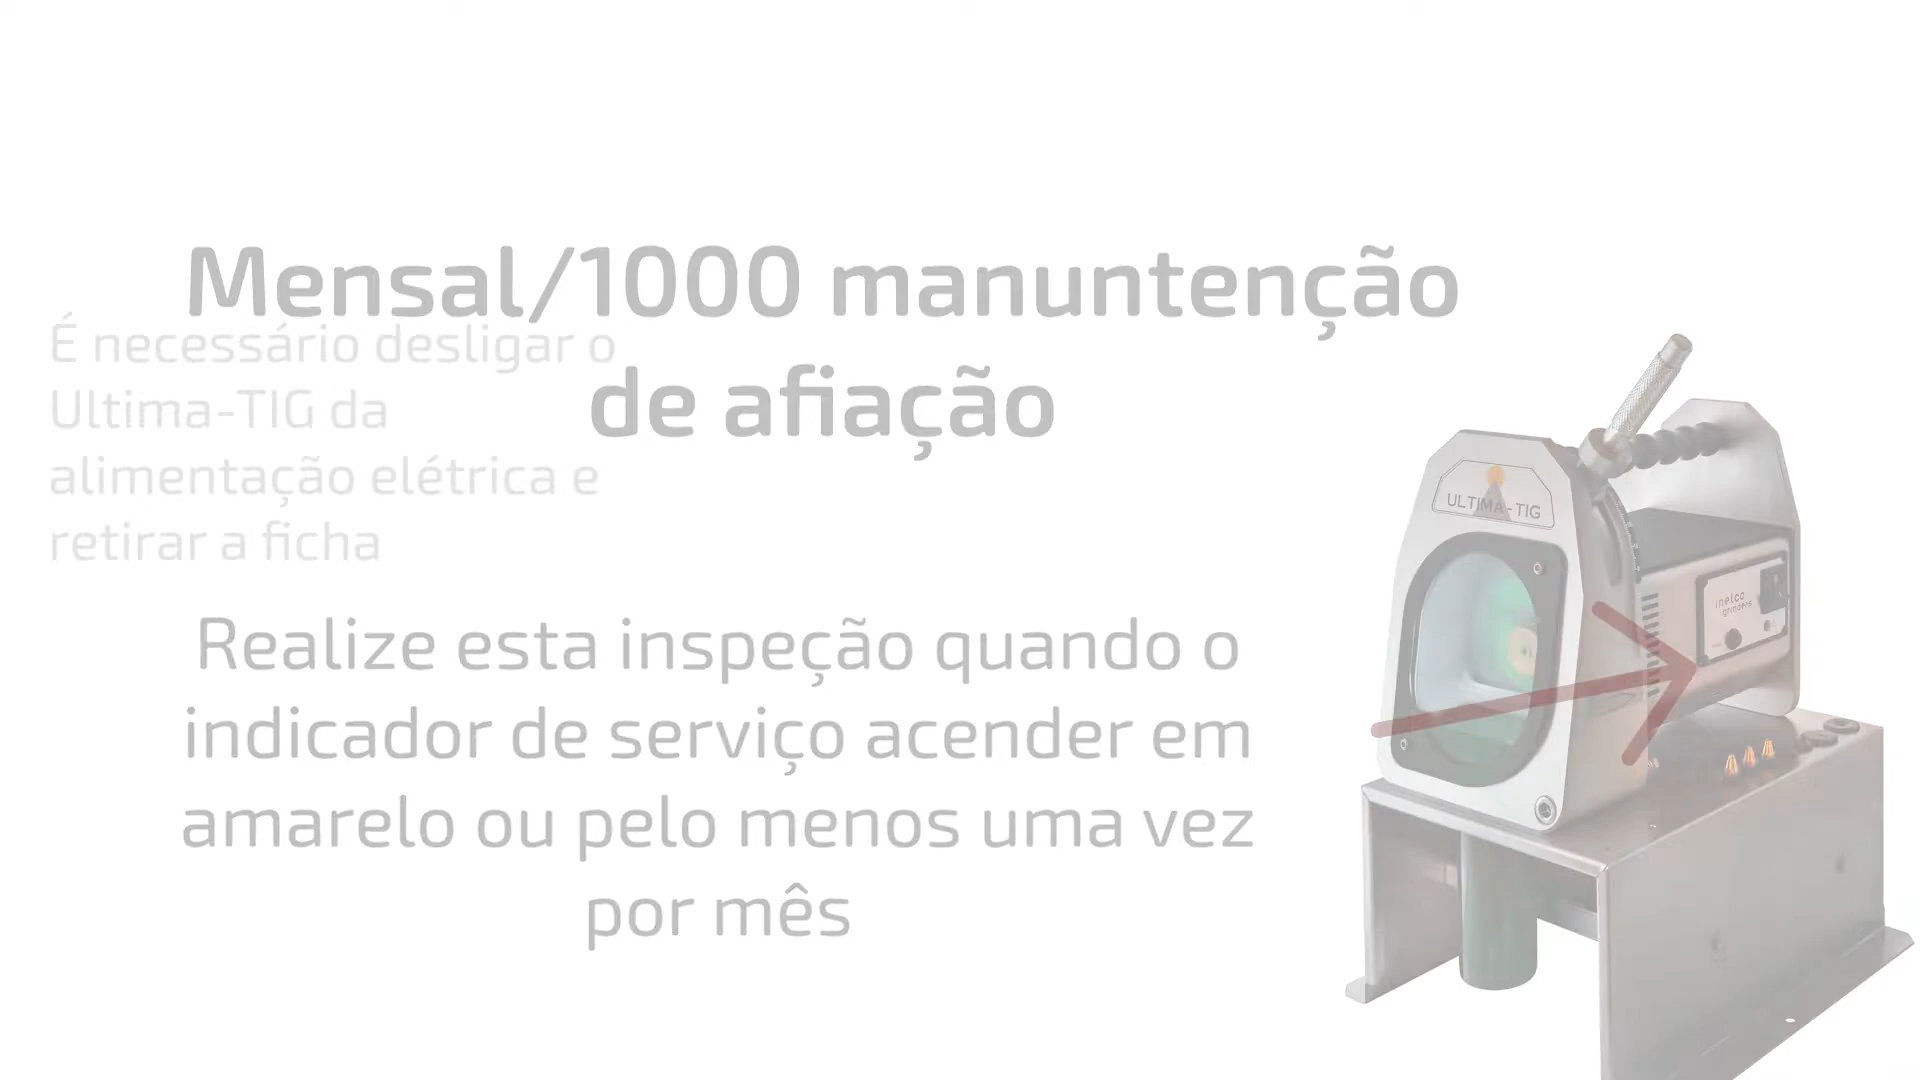 Mensal/1000 manuntenção
de afiação
É necessário desligar o
Ultima-TIG da
alimentação elétrica e
retirar a ficha
Realize esta inspeção quando o
indicador de serviço acender em
amarelo ou pelo menos uma vez
por mês
ULTIMA-TIG
inelco
grinders